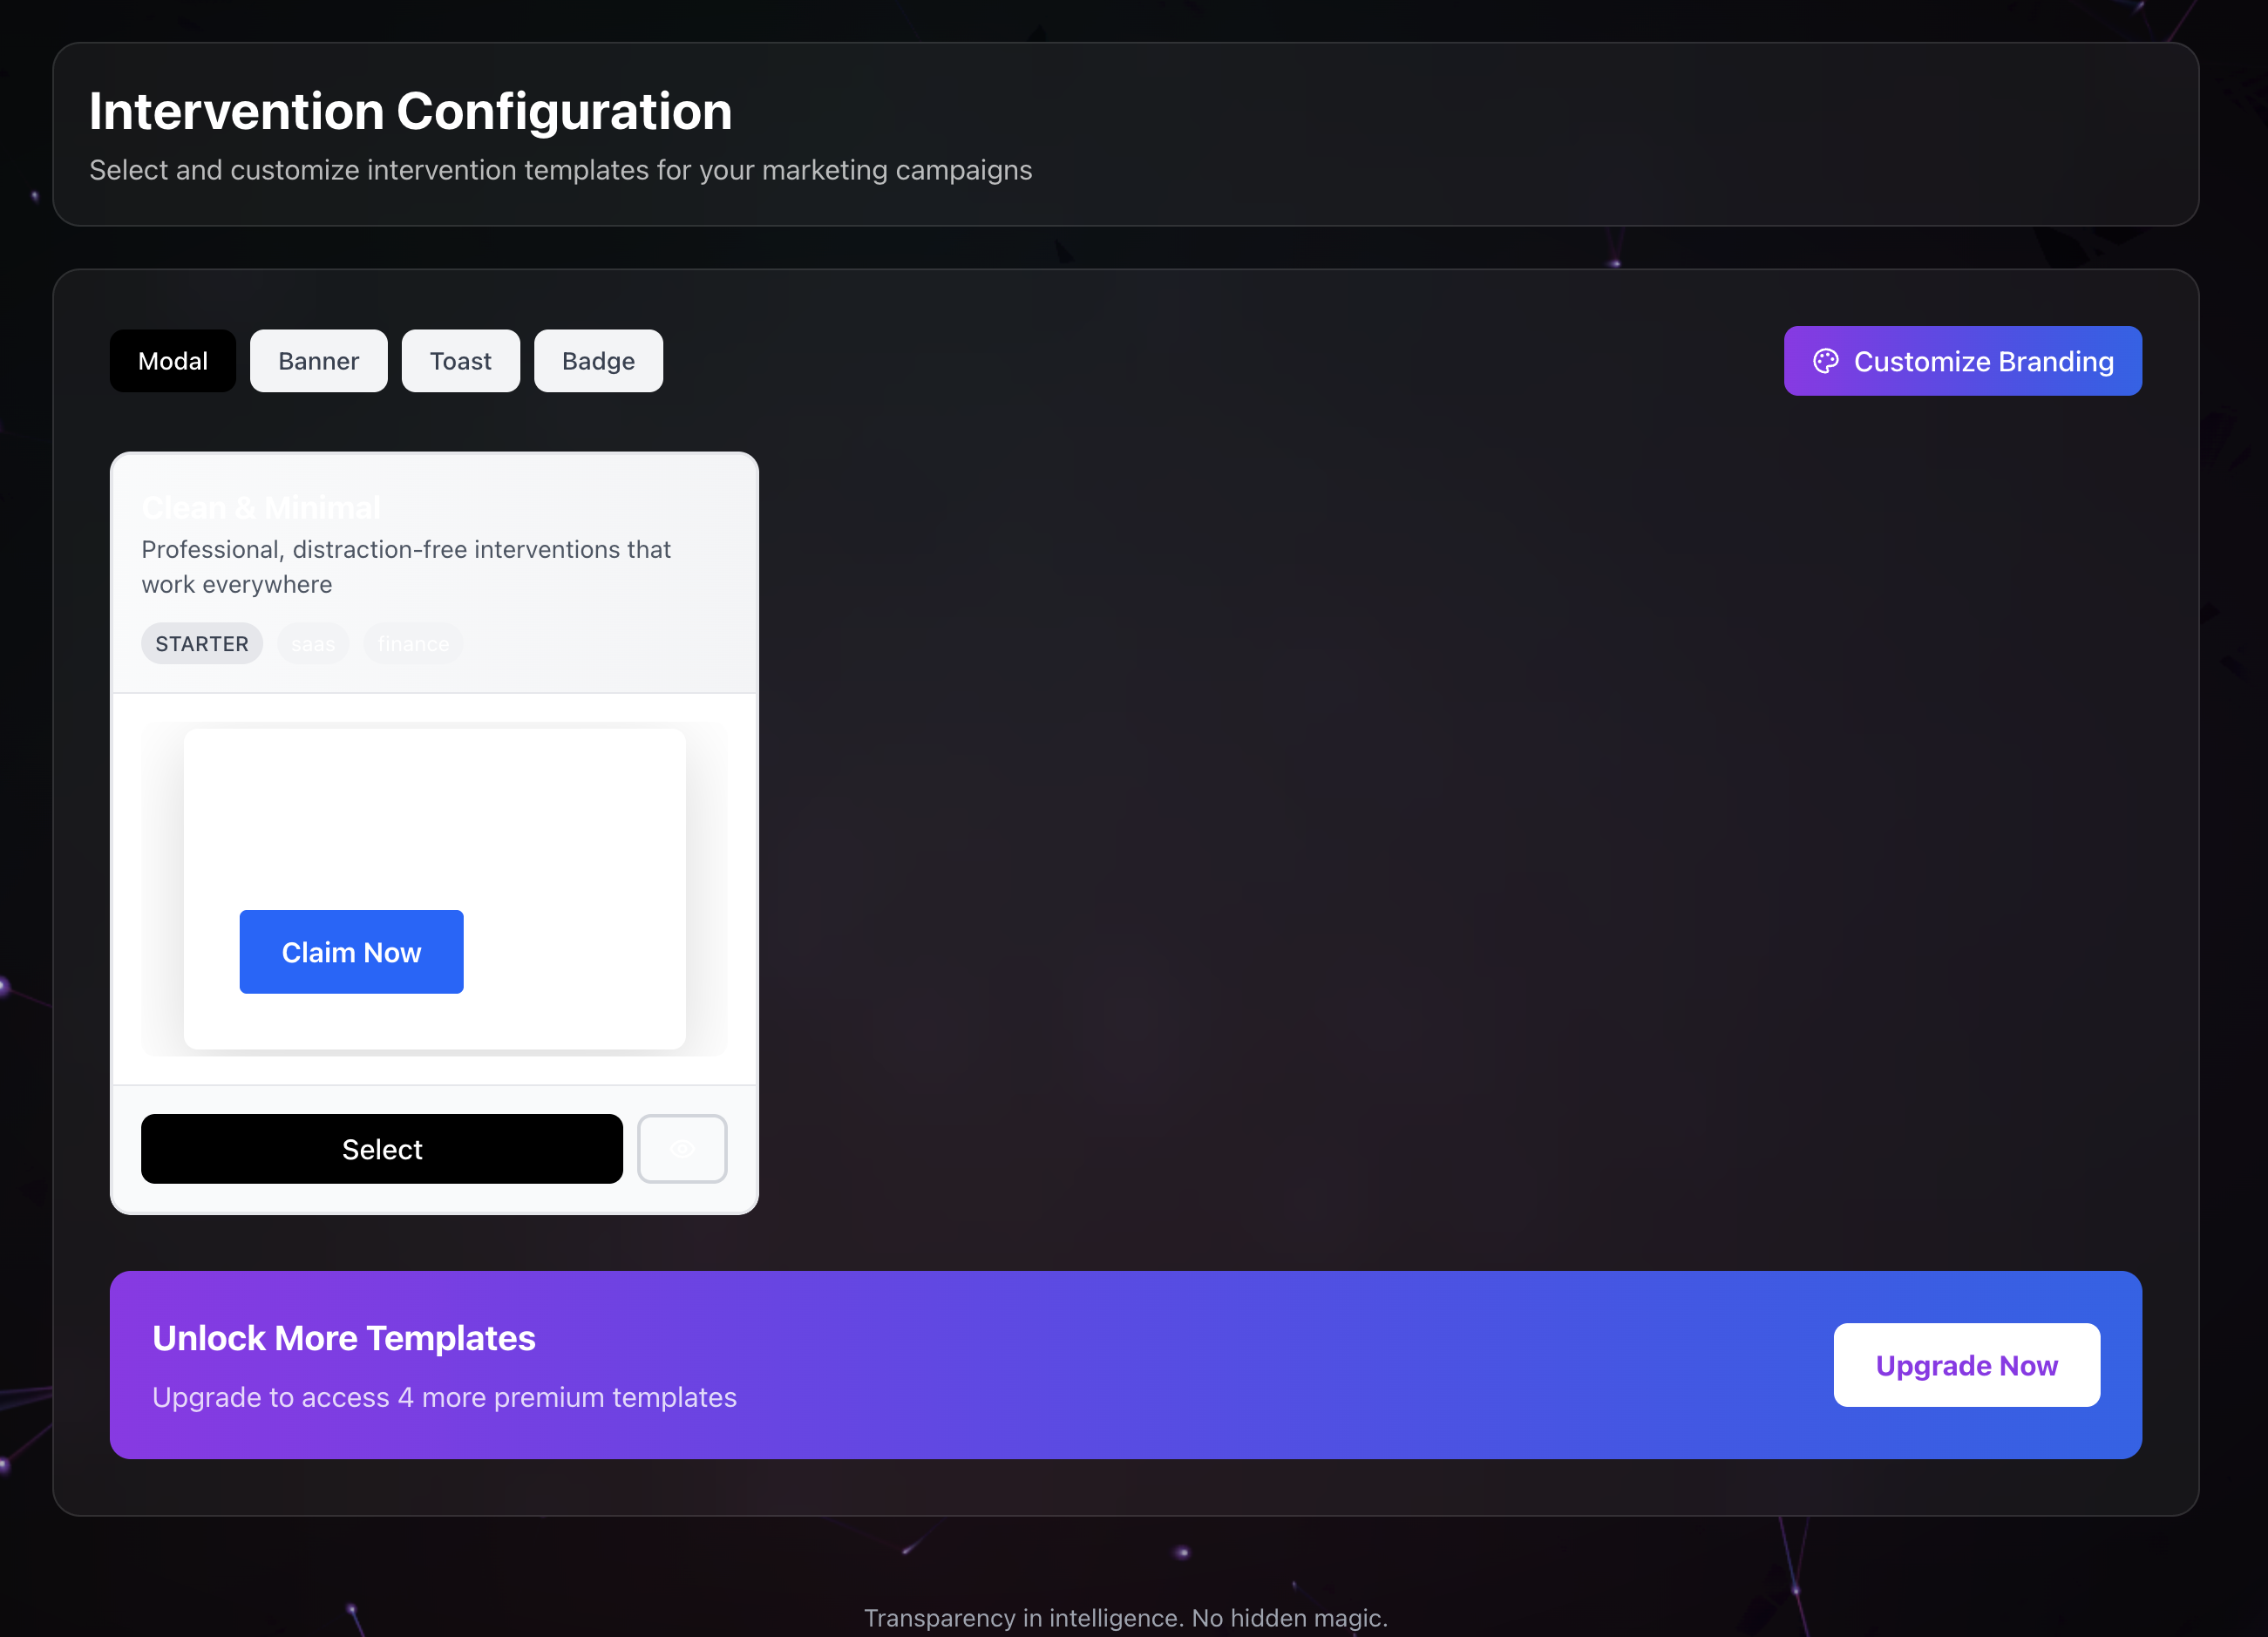 Intervention Configuration
Select and customize intervention templates for your marketing campaigns
Modal
Banner
Toast
Badge
Customize Branding
Clean & Minimal
Professional, distraction-free interventions that
work everywhere
STARTER
saas
finance
Claim Now
Select
Unlock More Templates
Upgrade to access 4 more premium templates
Upgrade Now
Transparency in intelligence. No hidden magic.